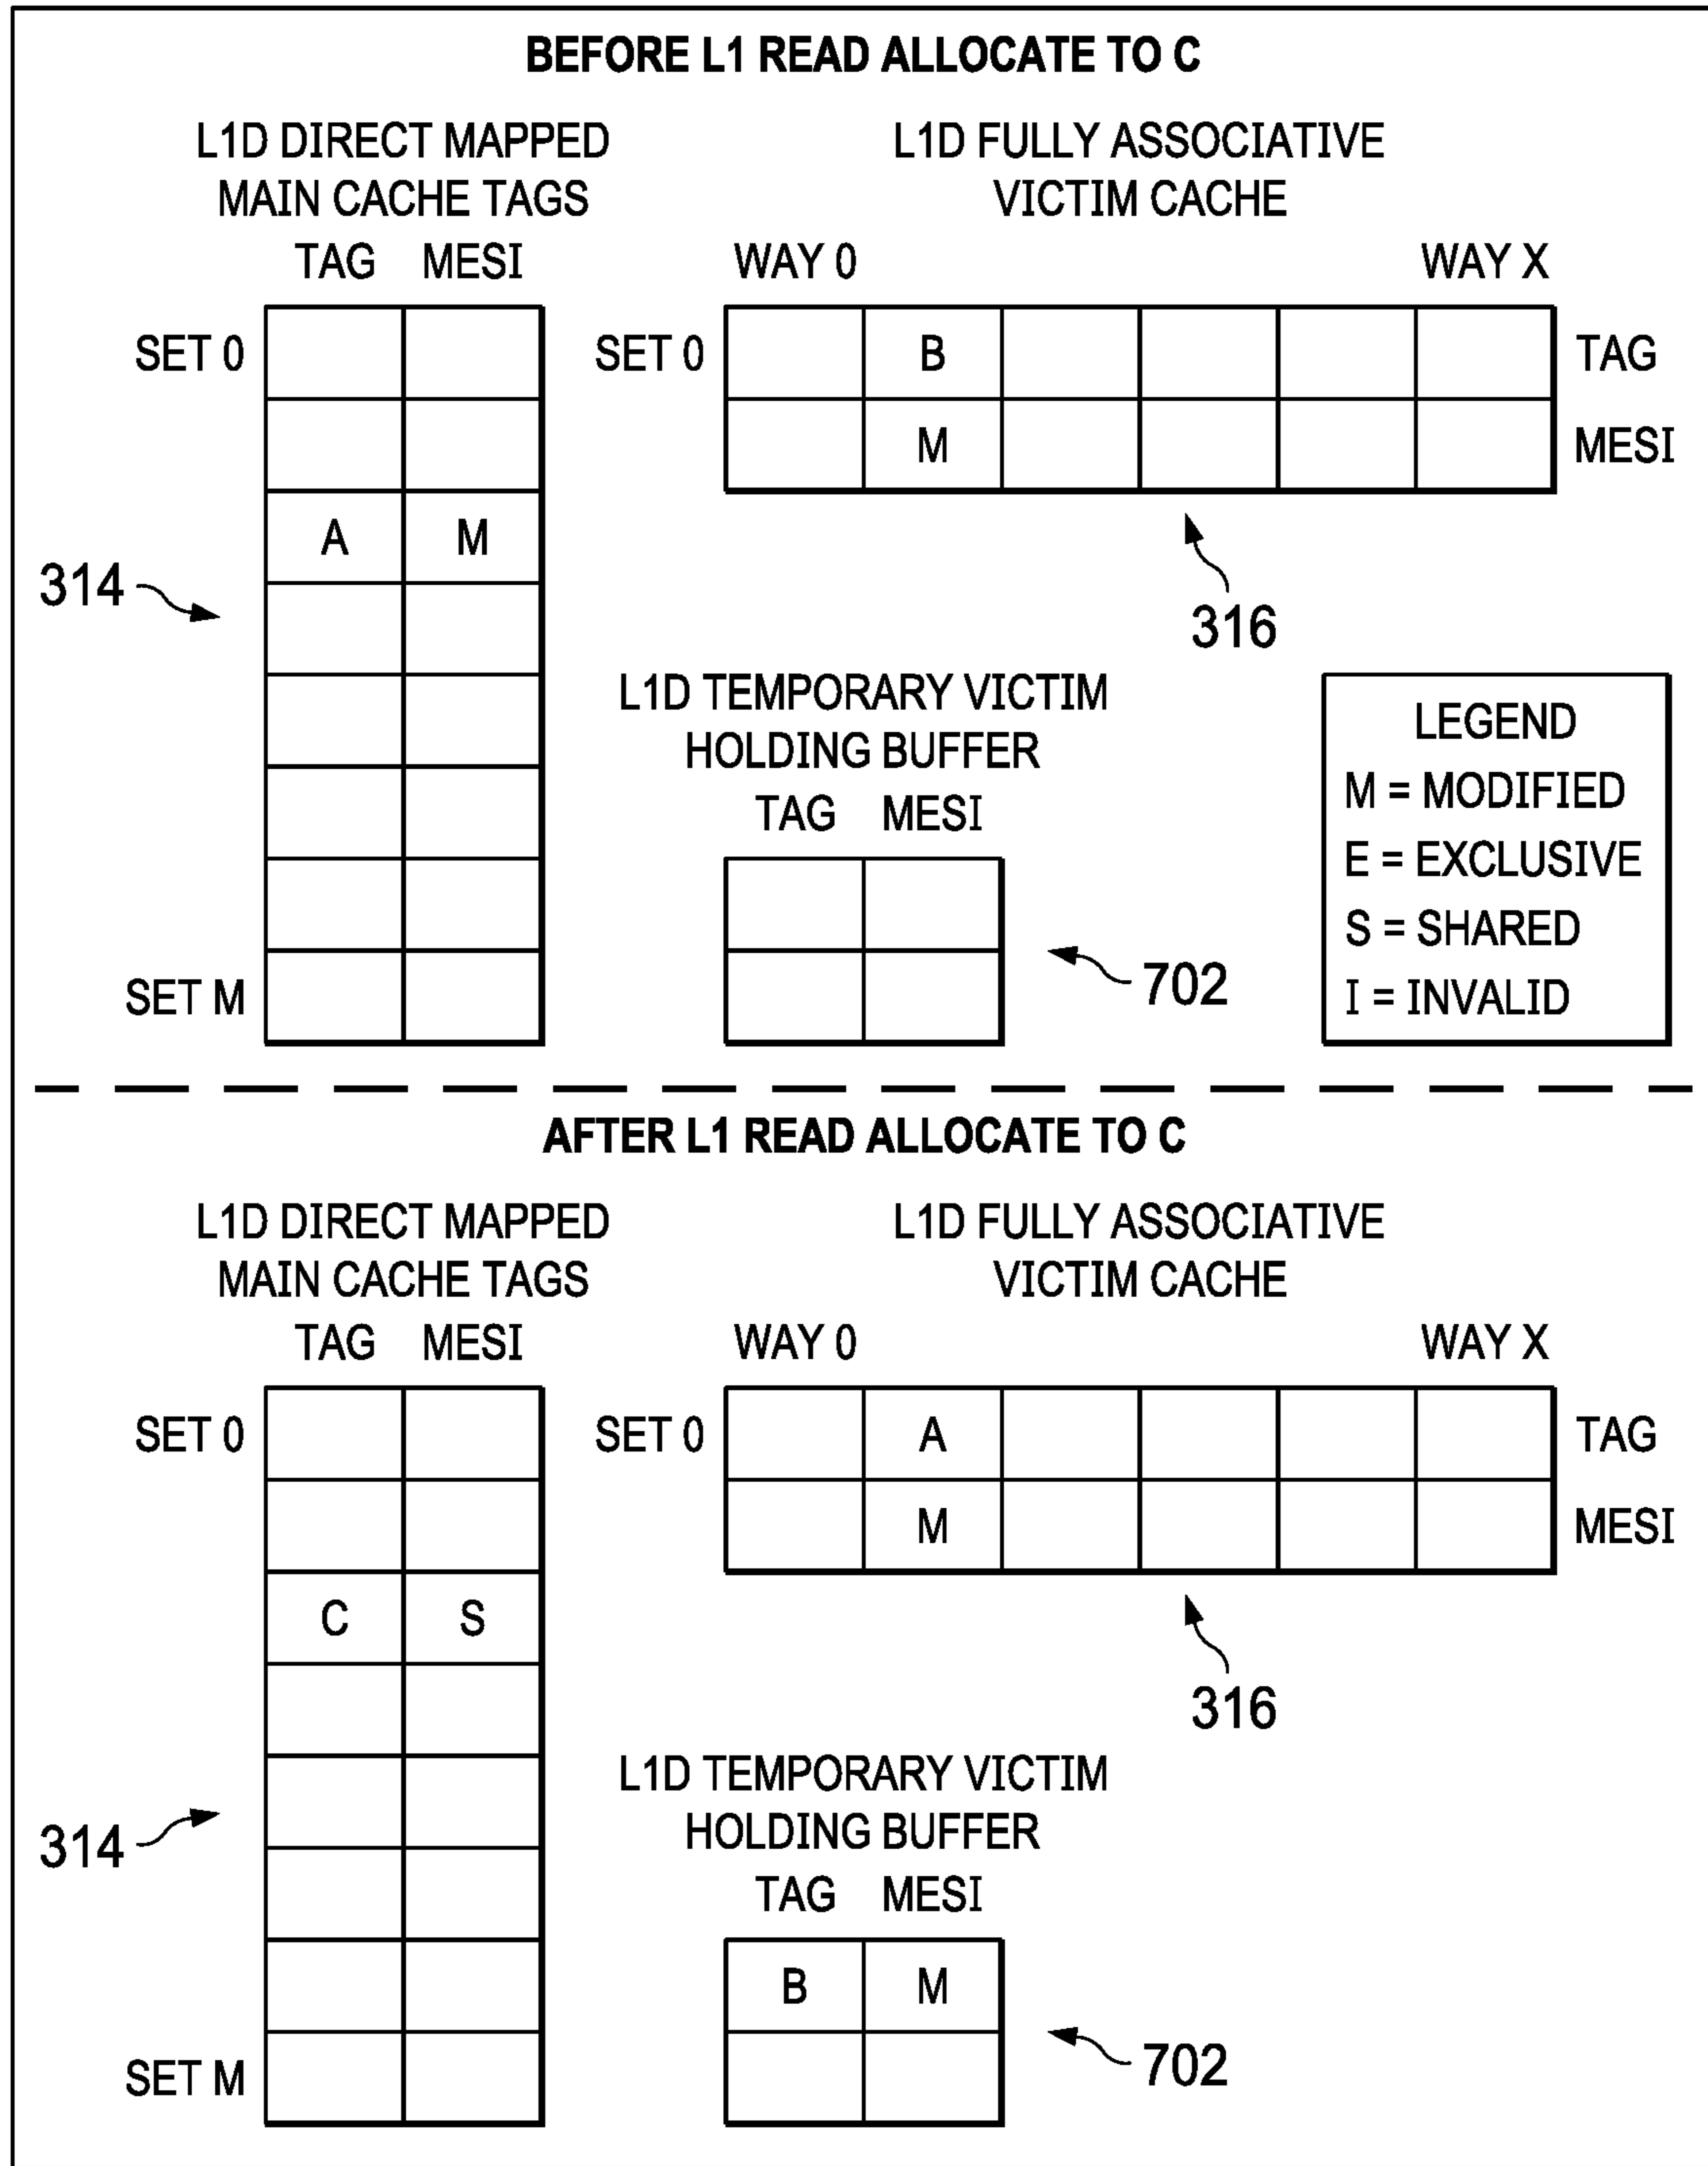 BEFORE L1 READ ALLOCATE TO C
L1D DIRECT MAPPED
MAIN CACHE TAGS
TAG MESI
L1D FULLY ASSOCIATIVE
VICTIM CACHE
WAY 0 WAY X
SET 0
SET 0 B TAG
M MESI
A M
314
316
L1D TEMPORARY VICTIM
HOLDING BUFFER
TAG MESI
702
SET M
LEGEND
M = MODIFIED
E = EXCLUSIVE
S = SHARED
I = INVALID
AFTER L1 READ ALLOCATE TO C
L1D DIRECT MAPPED
MAIN CACHE TAGS
TAG MESI
L1D FULLY ASSOCIATIVE
VICTIM CACHE
WAY 0 WAY X
SET 0
SET 0 A TAG
M MESI
C S
314
316
L1D TEMPORARY VICTIM
HOLDING BUFFER
TAG MESI
B M
702
SET M